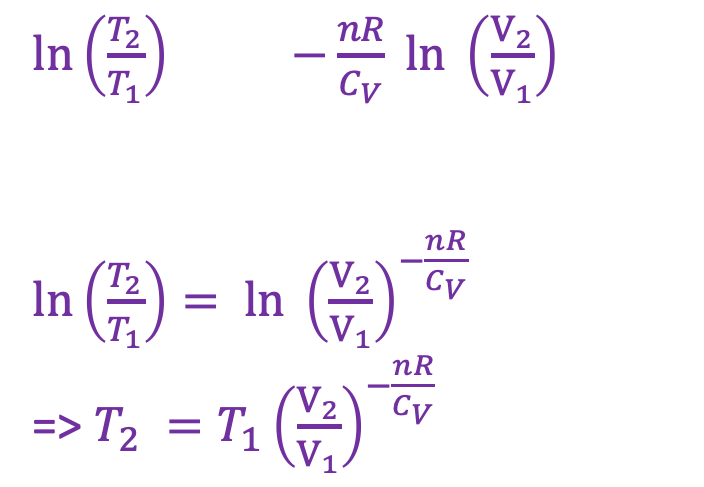 ln (T₂/T₁) − nR/C_V ln (V₂/V₁)
ln (T₂/T₁) = ln (V₂/V₁)^(−nR/C_V)
=> T₂ = T₁ (V₂/V₁)^(−nR/C_V)